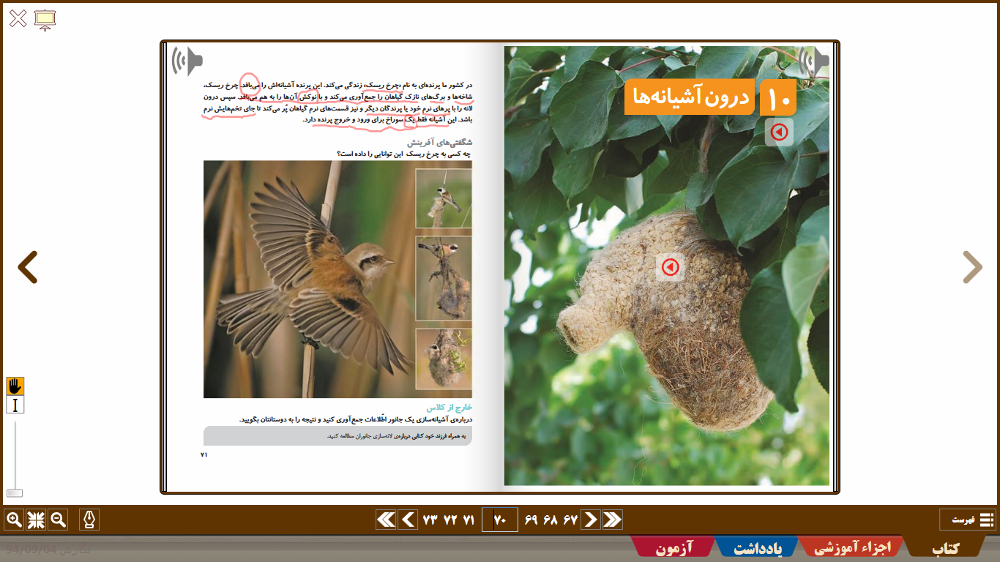 ۱۰ درون آشیانه‌ها
در کشور ما پرنده‌ای به نام «چرخ ریسک» زندگی می‌کند. این پرنده آشیانه‌اش را می‌بافد. چرخ ریسک،
شاخه‌ها و برگ‌های نازک گیاهان را جمع‌آوری می‌کند و با نوکش آن‌ها را به هم می‌بافد. سپس درون
لانه را با پرهای نرم خود یا پرندگان دیگر و نیز قسمت‌های نرم گیاهان پُر می‌کند تا جای تخم‌هایش نرم
باشد. این آشیانه فقط یک سوراخ برای ورود و خروج پرنده دارد.
شگفتی‌های آفرینش
چه کسی به چرخ ریسک این توانایی را داده است؟
خارج از کلاس
درباره‌ی آشیانه‌سازی یک جانور اطّلاعات جمع‌آوری کنید و نتیجه را به دوستانتان بگویید.
به همراه فرزند خود کتابی درباره‌ی لانه‌سازی جانوران مطالعه کنید.
۷۱
۷۳ ۷۲ ۷۱ ۷۰ ۶۹ ۶۸ ۶۷
فهرست
کتاب
اجزاء آموزشی
یادداشت
آزمون
نگارش 94/09/04